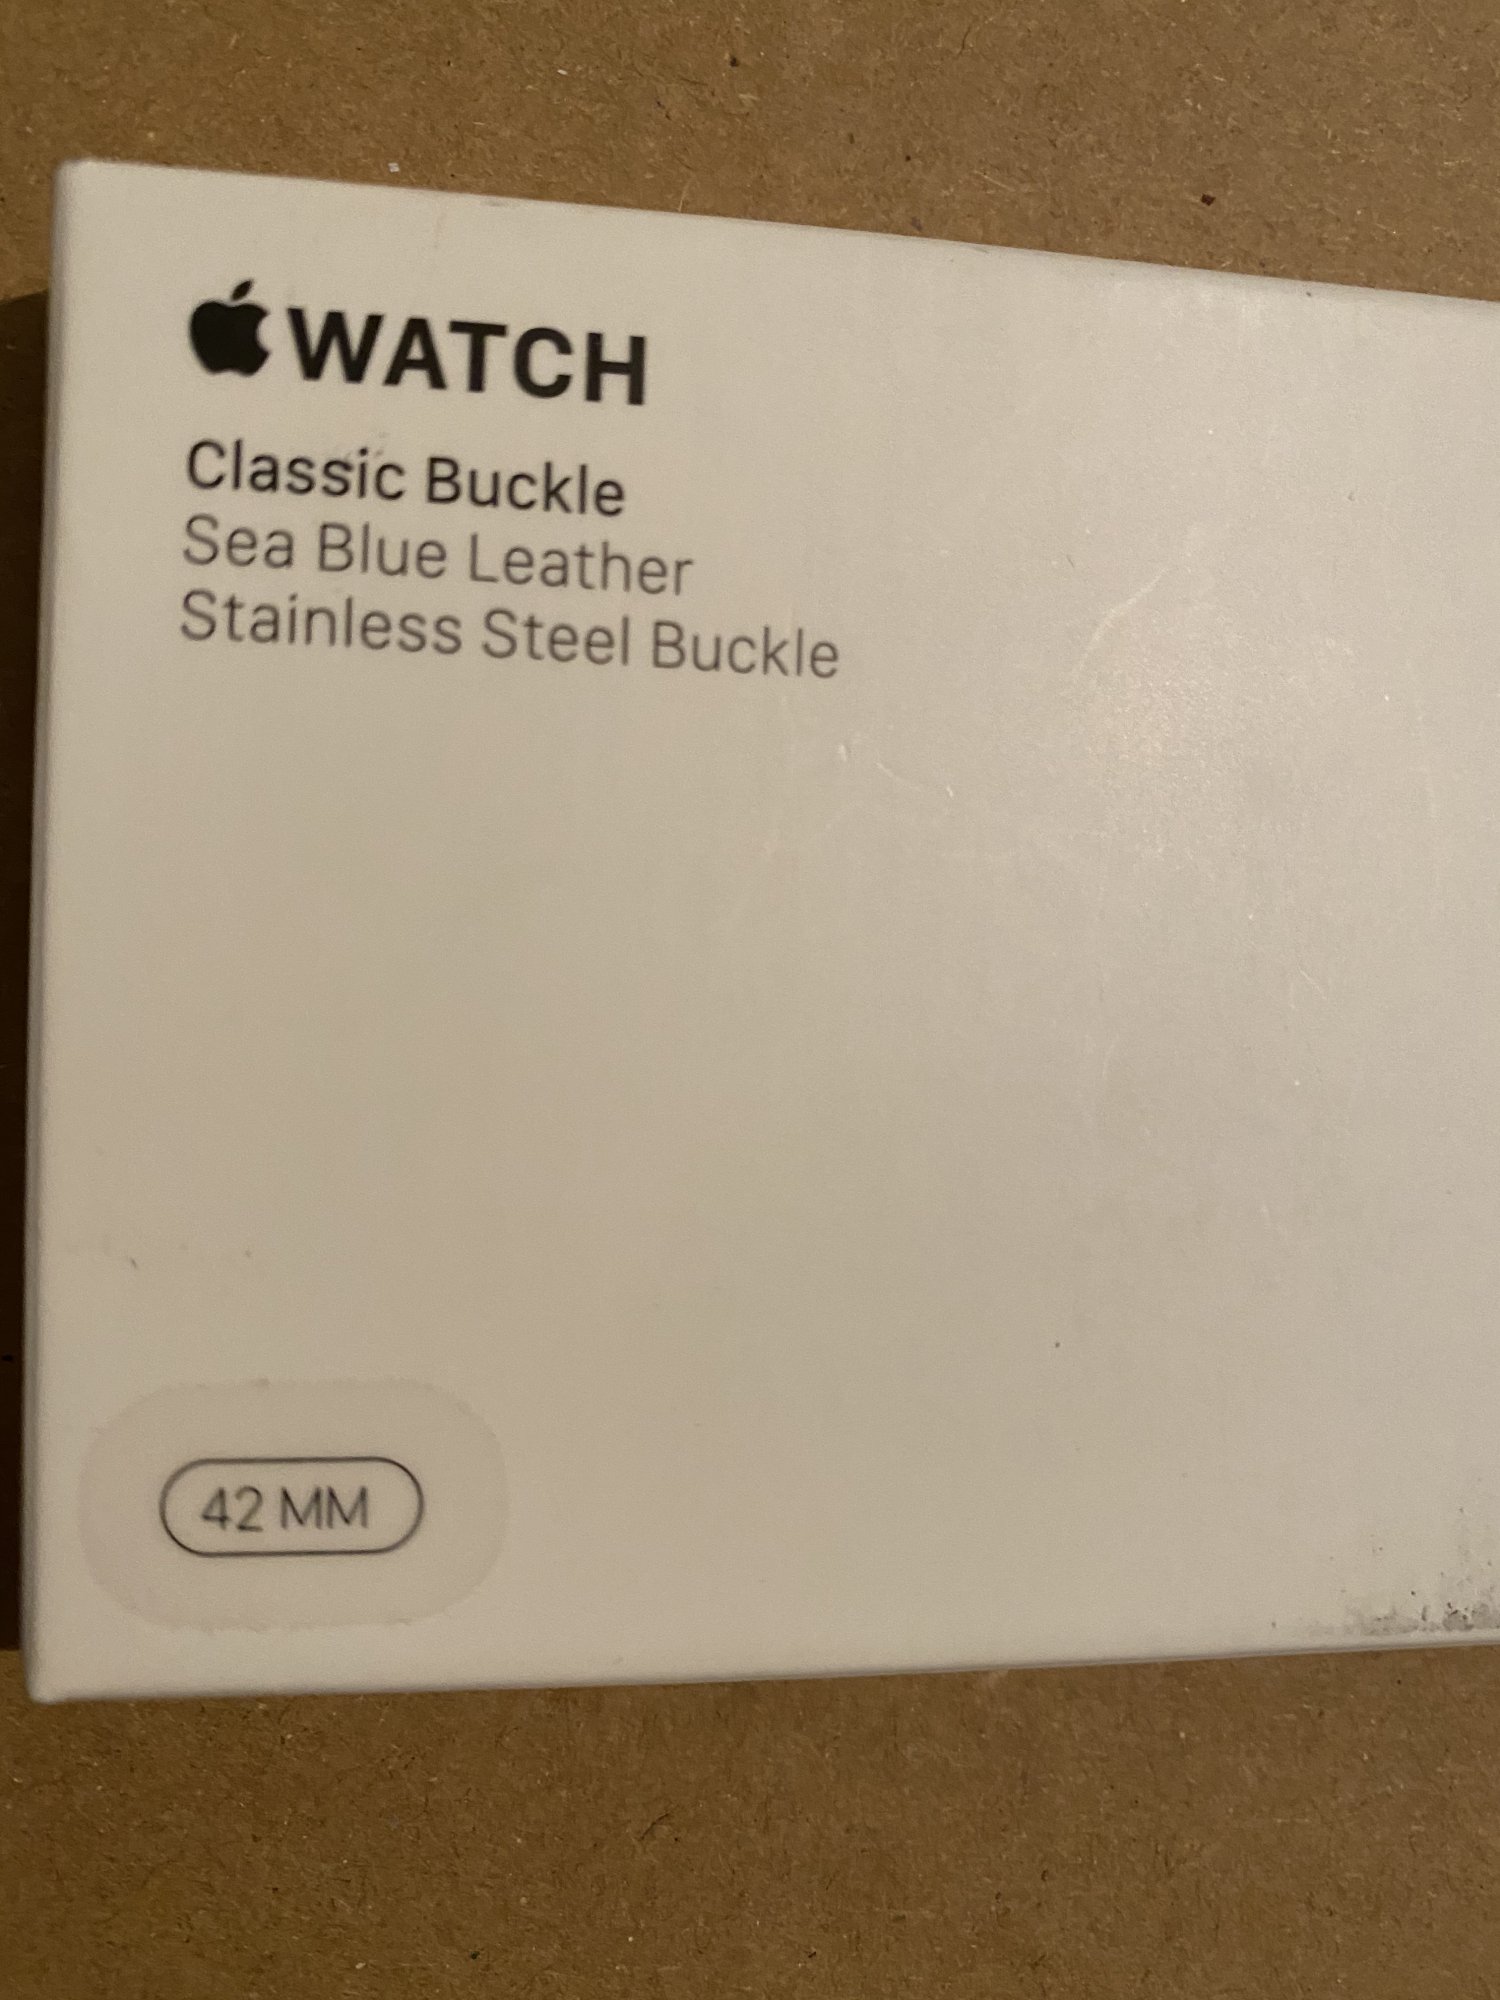 WATCH
Classic Buckle
Sea Blue Leather
Stainless Steel Buckle
42 MM